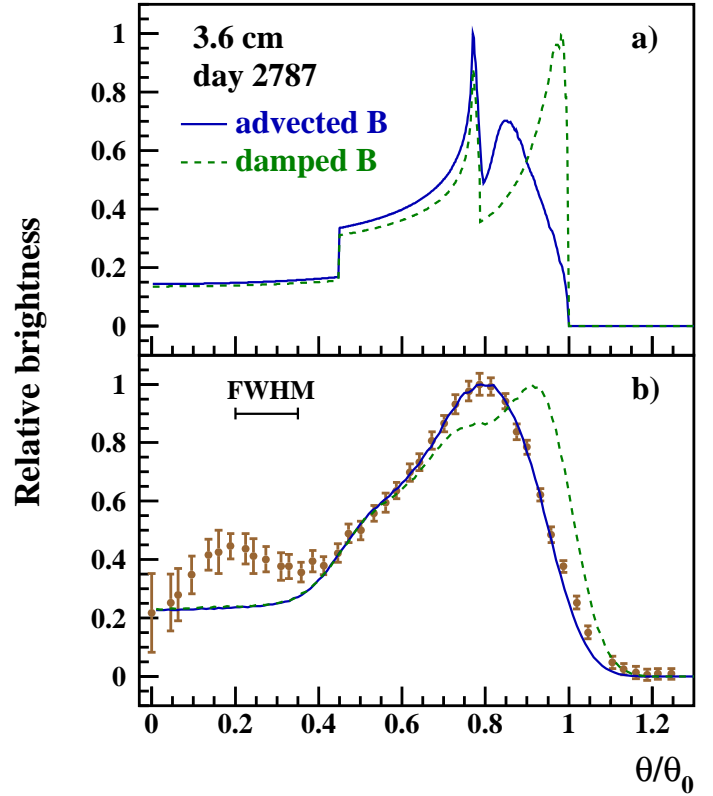 3.6 cm
day 2787
a)
advected B
damped B
1
0.8
0.6
0.4
0.2
0
Relative brightness
FWHM
b)
1
0.8
0.6
0.4
0.2
0
0 0.2 0.4 0.6 0.8 1 1.2
θ/θ₀